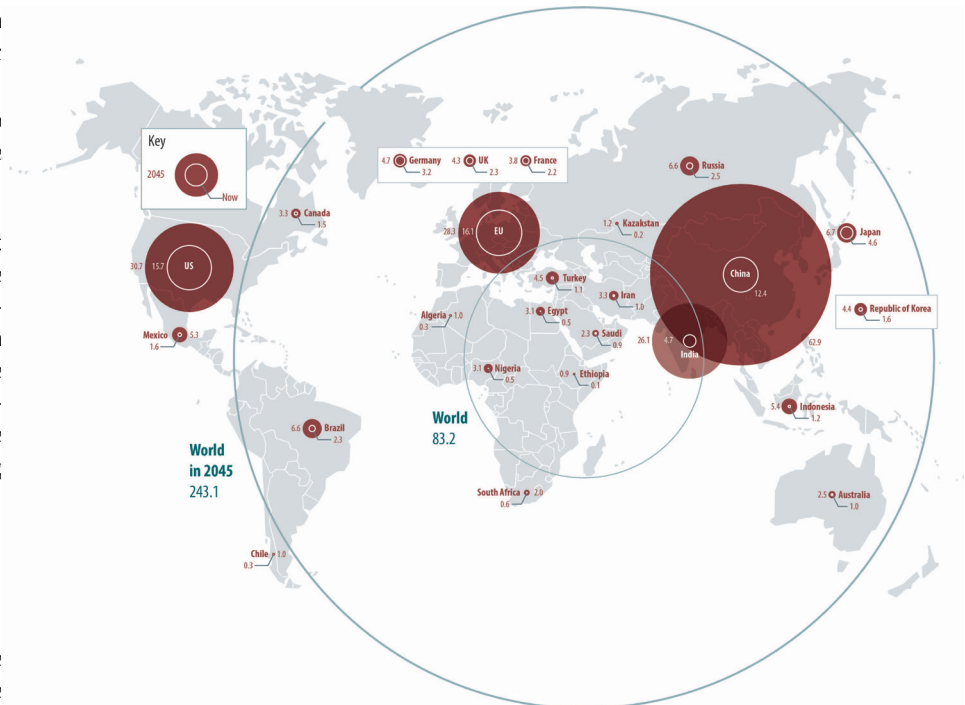 Key
2045
Now
4.7 Germany
3.2
4.3 UK
2.3
3.8 France
2.2
6.6 Russia
2.5
3.3 Canada
1.5
28.3 16.1 EU
1.2 Kazakstan
0.2
6.7 Japan
4.6
30.7 15.7 US
China
12.4
62.9
4.5 Turkey
1.1
3.3 Iran
1.0
4.4 Republic of Korea
1.6
Algeria 1.0
0.3
3.1 Egypt
0.5
2.3 Saudi
0.9
Mexico 5.3
1.6
26.1 4.7
India
3.1 Nigeria
0.5
0.9 Ethiopia
0.1
5.4 Indonesia
1.2
World
83.2
6.6 Brazil
2.3
World
in 2045
243.1
South Africa 2.0
0.6
2.5 Australia
1.0
Chile 1.0
0.3